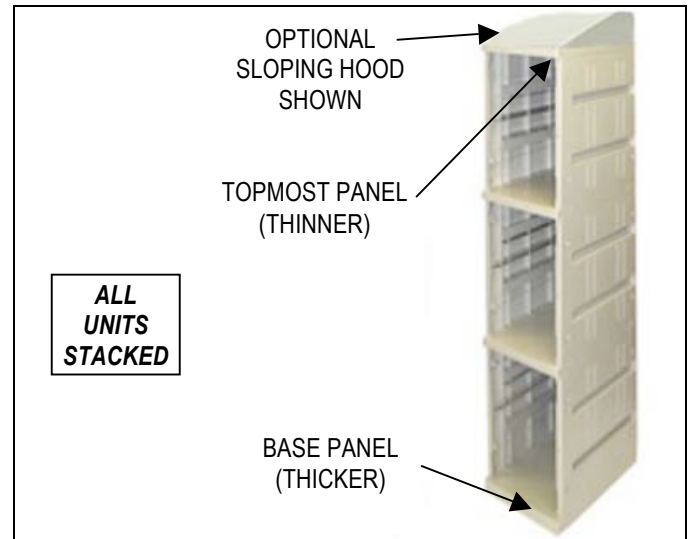 OPTIONAL
SLOPING HOOD
SHOWN
TOPMOST PANEL
(THINNER)
ALL
UNITS
STACKED
BASE PANEL
(THICKER)